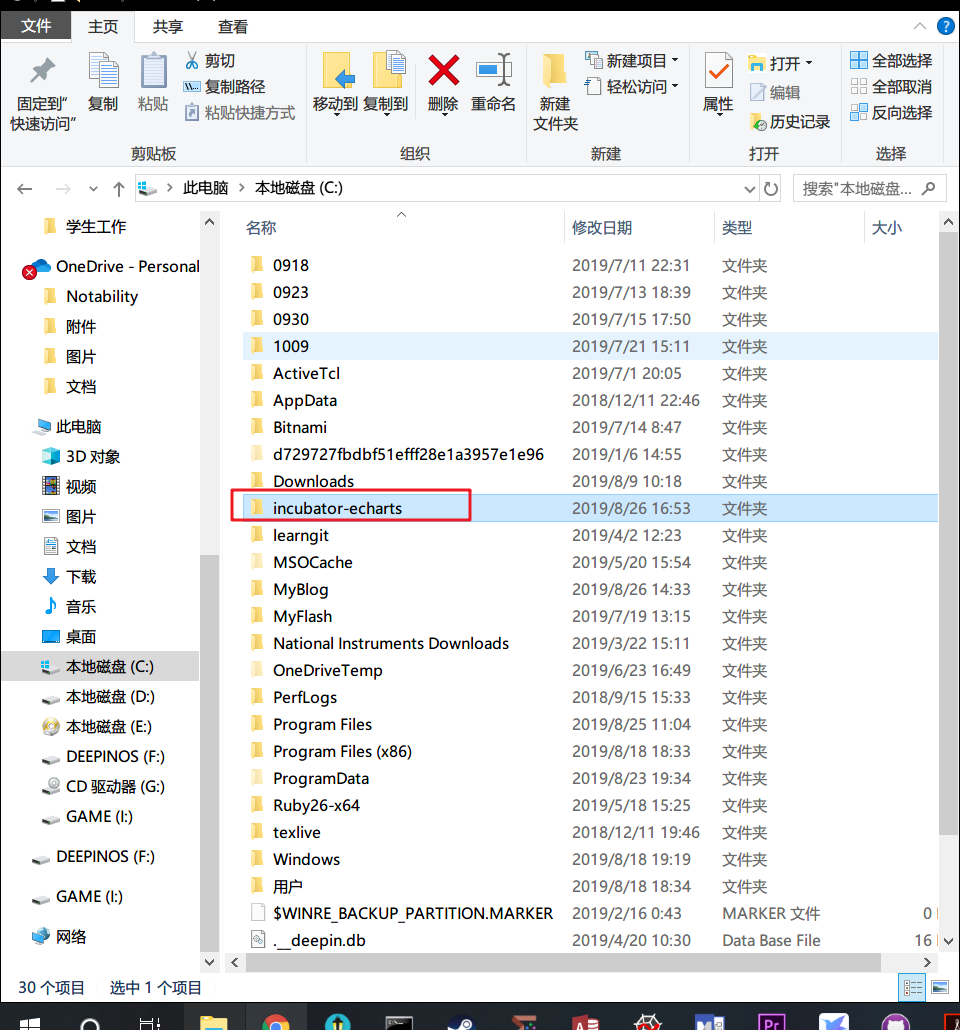 文件 主页 共享 查看
固定到"快速访问" 复制 粘贴 剪切 复制路径 粘贴快捷方式 移动到 复制到 删除 重命名 新建文件夹 新建项目 轻松访问 属性 打开 编辑 历史记录 全部选择 全部取消 反向选择
剪贴板 组织 新建 打开 选择
此电脑 本地磁盘 (C:) 搜索"本地磁盘...
学生工作
OneDrive - Personal
Notability
附件
图片
文档
此电脑
3D 对象
视频
图片
文档
下载
音乐
桌面
本地磁盘 (C:)
本地磁盘 (D:)
本地磁盘 (E:)
DEEPINOS (F:)
CD 驱动器 (G:)
GAME (I:)
DEEPINOS (F:)
GAME (I:)
网络
名称 修改日期 类型 大小
0918 2019/7/11 22:31 文件夹
0923 2019/7/13 18:39 文件夹
0930 2019/7/15 17:50 文件夹
1009 2019/7/21 15:11 文件夹
ActiveTcl 2019/7/1 20:05 文件夹
AppData 2018/12/11 22:46 文件夹
Bitnami 2019/7/14 8:47 文件夹
d729727fbdbf51efff28e1a3957e1e96 2019/1/6 14:55 文件夹
Downloads 2019/8/9 10:18 文件夹
incubator-echarts 2019/8/26 16:53 文件夹
learngit 2019/4/2 12:23 文件夹
MSOCache 2019/5/20 15:54 文件夹
MyBlog 2019/8/26 14:33 文件夹
MyFlash 2019/7/19 13:15 文件夹
National Instruments Downloads 2019/3/22 15:11 文件夹
OneDriveTemp 2019/6/23 16:49 文件夹
PerfLogs 2018/9/15 15:33 文件夹
Program Files 2019/8/25 11:04 文件夹
Program Files (x86) 2019/8/18 18:33 文件夹
ProgramData 2019/8/23 19:34 文件夹
Ruby26-x64 2019/5/18 15:25 文件夹
texlive 2018/12/11 19:46 文件夹
Windows 2019/8/18 19:19 文件夹
用户 2019/8/18 18:34 文件夹
$WINRE_BACKUP_PARTITION.MARKER 2019/2/16 0:43 MARKER 文件 0
.__deepin.db 2019/4/20 10:30 Data Base File 16
30 个项目 选中 1 个项目